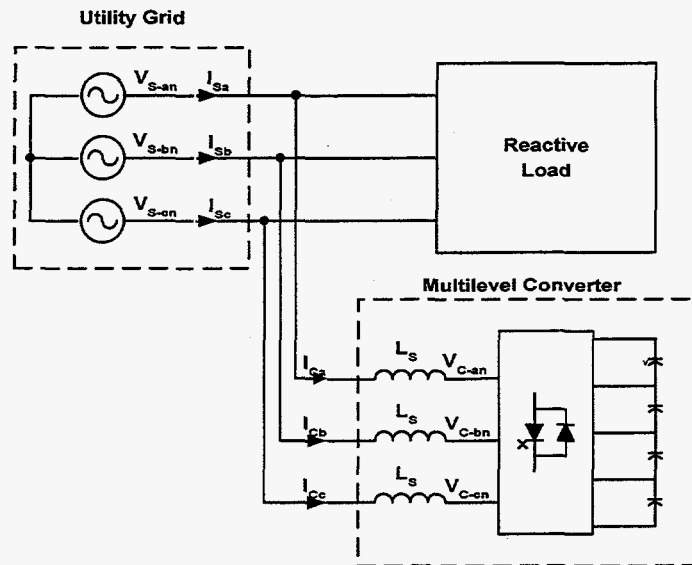 Utility Grid
V_S-an I_Sa
V_S-bn I_Sb
V_S-cn I_Sc
Reactive
Load
Multilevel Converter
I_Ca L_S V_C-an
I_Cb L_S V_C-bn
I_Cc L_S V_C-cn